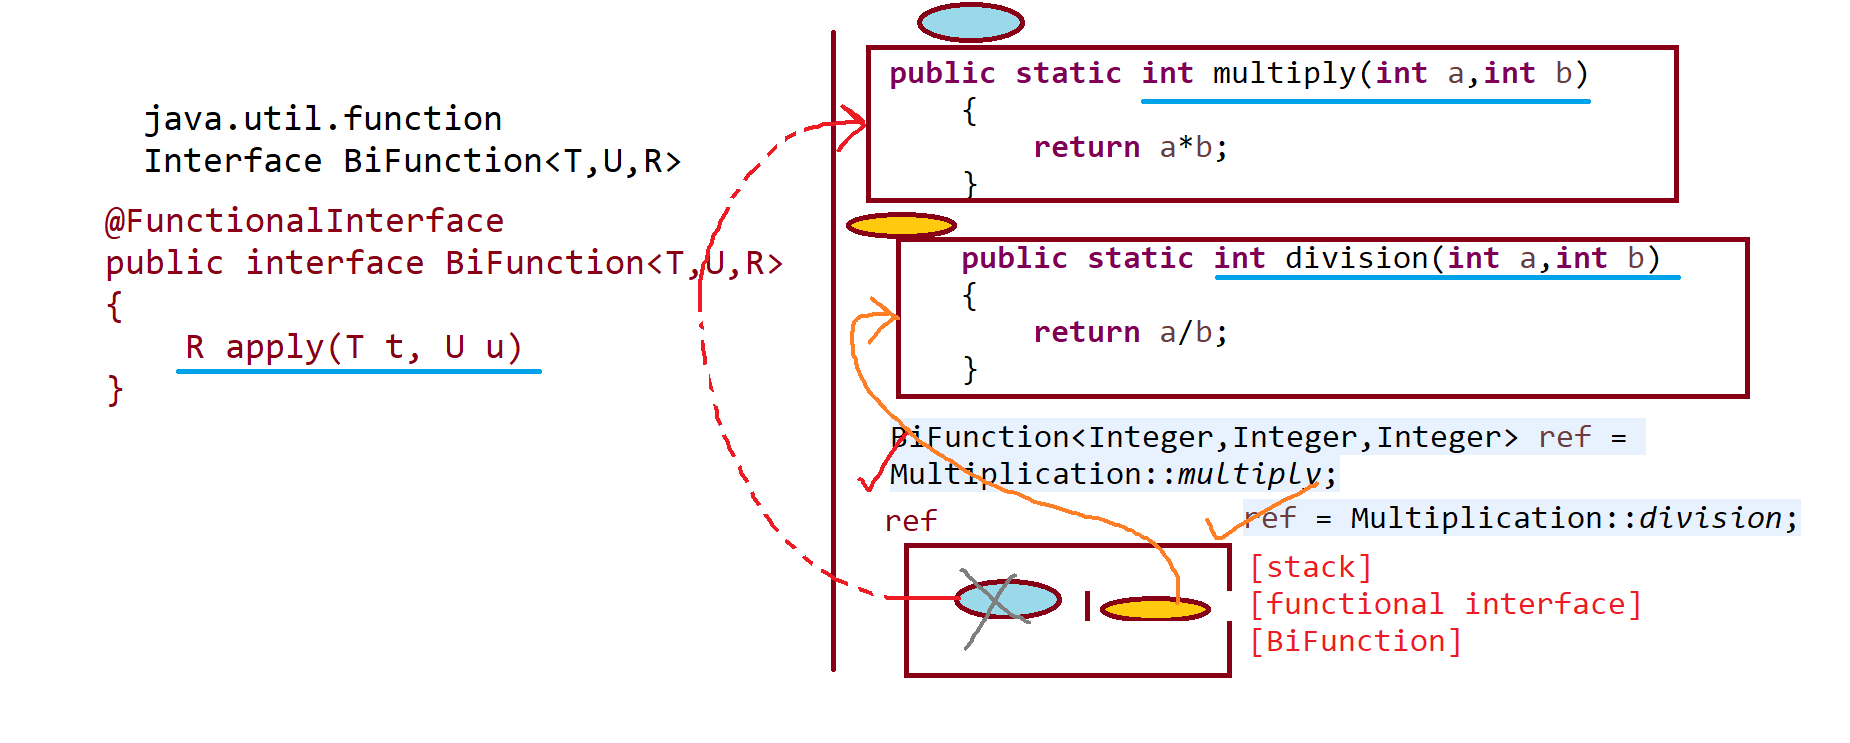 java.util.function
Interface BiFunction<T,U,R>
@FunctionalInterface
public interface BiFunction<T,U,R>
{
R apply(T t, U u)
}
public static int multiply(int a,int b)
{
return a*b;
}
public static int division(int a,int b)
{
return a/b;
}
BiFunction<Integer,Integer,Integer> ref =
Multiplication::multiply;
ref = Multiplication::division;
ref
[stack]
[functional interface]
[BiFunction]